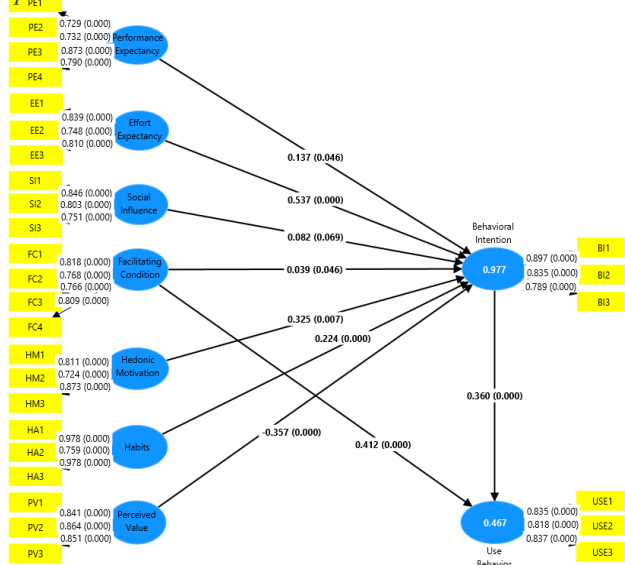 PE1
PE2
PE3
PE4
0.729 (0.000)
0.732 (0.000)
0.873 (0.000)
0.790 (0.000)
Performance
Expectancy
EE1
EE2
EE3
0.839 (0.000)
0.748 (0.000)
0.810 (0.000)
Effort
Expectancy
SI1
SI2
SI3
0.846 (0.000)
0.803 (0.000)
0.751 (0.000)
Social
Influence
FC1
FC2
FC3
FC4
0.818 (0.000)
0.768 (0.000)
0.766 (0.000)
0.809 (0.000)
Facilitating
Condition
HM1
HM2
HM3
0.811 (0.000)
0.724 (0.000)
0.873 (0.000)
Hedonic
Motivation
HA1
HA2
HA3
0.978 (0.000)
0.759 (0.000)
0.978 (0.000)
Habits
PV1
PV2
PV3
0.841 (0.000)
0.864 (0.000)
0.851 (0.000)
Perceived
Value
0.137 (0.046)
0.537 (0.000)
0.082 (0.069)
0.039 (0.046)
0.325 (0.007)
0.224 (0.000)
-0.357 (0.000)
0.412 (0.000)
0.360 (0.000)
Behavioral
Intention
0.977
0.897 (0.000)
0.835 (0.000)
0.789 (0.000)
BI1
BI2
BI3
0.467
Use
Behavior
0.835 (0.000)
0.818 (0.000)
0.837 (0.000)
USE1
USE2
USE3